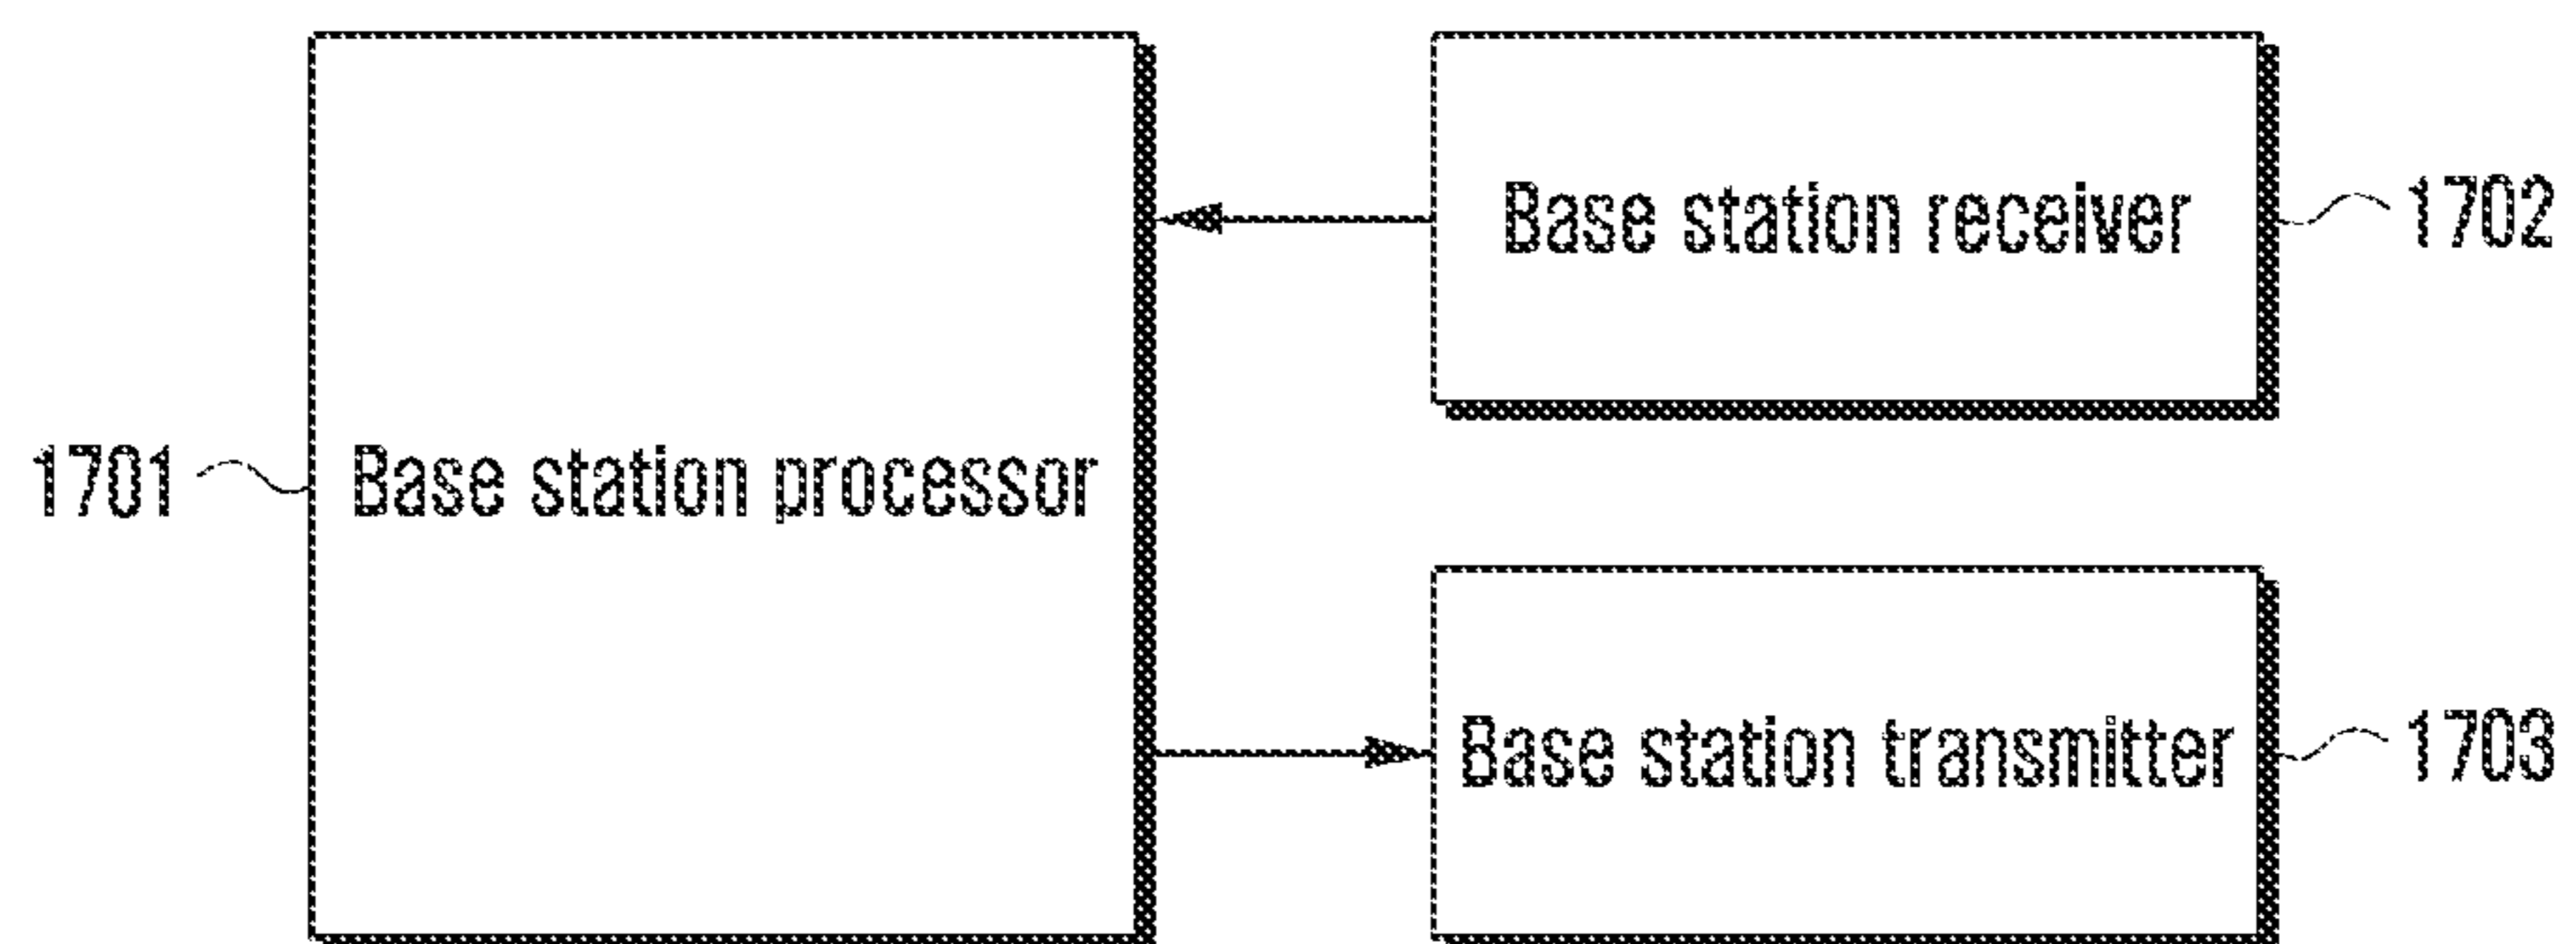 Base station receiver
1702
1701
Base station processor
Base station transmitter
1703